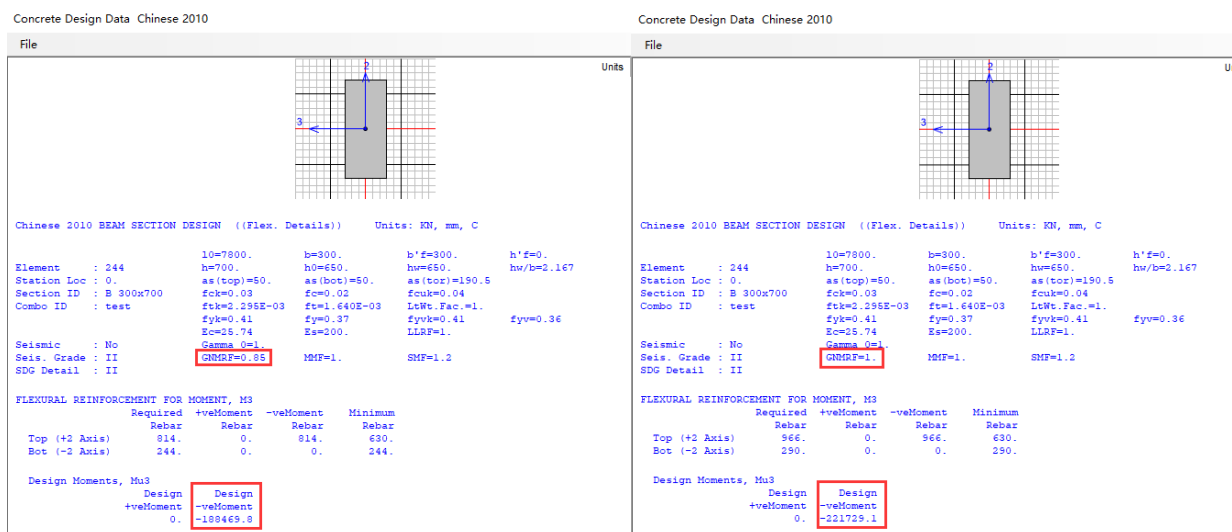 Concrete Design Data  Chinese 2010
File
Units
2
3
Chinese 2010 BEAM SECTION DESIGN  ((Flex. Details))    Units: KN, mm, C
l0=7800.  b=300.  b'f=300.  h'f=0.
Element : 244  h=700.  h0=650.  hw=650.  hw/b=2.167
Station Loc : 0.  as(top)=50.  as(bot)=50.  as(tor)=190.5
Section ID : B 300x700  fck=0.03  fc=0.02  fcuk=0.04
Combo ID : test  ftk=2.295E-03  ft=1.640E-03  LtWt.Fac.=1.
fyk=0.41  fy=0.37  fyvk=0.41  fyv=0.36
Ec=25.74  Es=200.  LLRF=1.
Seismic : No  Gamma 0=1.
Seis. Grade : II  GNMRF=0.85  MMF=1.  SMF=1.2
SDG Detail : II
FLEXURAL REINFORCEMENT FOR MOMENT, M3
Required  +veMoment  -veMoment  Minimum
Rebar  Rebar  Rebar  Rebar
Top (+2 Axis)  814.  0.  814.  630.
Bot (-2 Axis)  244.  0.  0.  244.
Design Moments, Mu3
Design  Design
+veMoment  -veMoment
0.  -188469.8
Concrete Design Data  Chinese 2010
File
U
2
3
Chinese 2010 BEAM SECTION DESIGN  ((Flex. Details))    Units: KN, mm, C
l0=7800.  b=300.  b'f=300.  h'f=0.
Element : 244  h=700.  h0=650.  hw=650.  hw/b=2.167
Station Loc : 0.  as(top)=50.  as(bot)=50.  as(tor)=190.5
Section ID : B 300x700  fck=0.03  fc=0.02  fcuk=0.04
Combo ID : test  ftk=2.295E-03  ft=1.640E-03  LtWt.Fac.=1.
fyk=0.41  fy=0.37  fyvk=0.41  fyv=0.36
Ec=25.74  Es=200.  LLRF=1.
Seismic : No  Gamma 0=1.
Seis. Grade : II  GNMRF=1.  MMF=1.  SMF=1.2
SDG Detail : II
FLEXURAL REINFORCEMENT FOR MOMENT, M3
Required  +veMoment  -veMoment  Minimum
Rebar  Rebar  Rebar  Rebar
Top (+2 Axis)  966.  0.  966.  630.
Bot (-2 Axis)  290.  0.  0.  290.
Design Moments, Mu3
Design  Design
+veMoment  -veMoment
0.  -221729.1